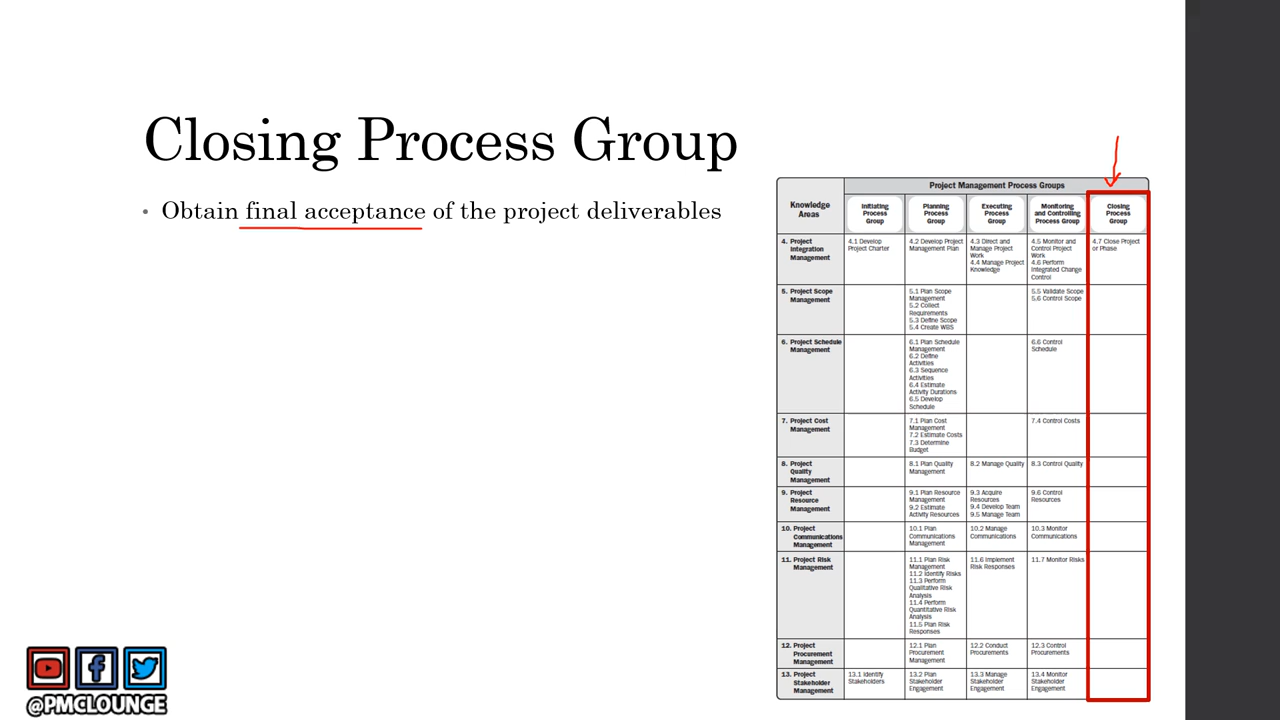 Closing Process Group
• Obtain final acceptance of the project deliverables
Project Management Process Groups
Knowledge
Areas
Initiating
Process
Group
Planning
Process
Group
Executing
Process
Group
Monitoring
and Controlling
Process Group
Closing
Process
Group
4. Project
Integration
Management
4.1 Develop
Project Charter
4.2 Develop Project
Management Plan
4.3 Direct and
Manage Project
Work
4.4 Manage Project
Knowledge
4.5 Monitor and
Control Project
Work
4.6 Perform
Integrated Change
Control
4.7 Close Project
or Phase
5. Project Scope
Management
5.1 Plan Scope
Management
5.2 Collect
Requirements
5.3 Define Scope
5.4 Create WBS
5.5 Validate Scope
5.6 Control Scope
6. Project Schedule
Management
6.1 Plan Schedule
Management
6.2 Define
Activities
6.3 Sequence
Activities
6.4 Estimate
Activity Durations
6.5 Develop
Schedule
6.6 Control
Schedule
7. Project Cost
Management
7.1 Plan Cost
Management
7.2 Estimate Costs
7.3 Determine
Budget
7.4 Control Costs
8. Project
Quality
Management
8.1 Plan Quality
Management
8.2 Manage Quality
8.3 Control Quality
9. Project
Resource
Management
9.1 Plan Resource
Management
9.2 Estimate
Activity Resources
9.3 Acquire
Resources
9.4 Develop Team
9.5 Manage Team
9.6 Control
Resources
10. Project
Communications
Management
10.1 Plan
Communications
Management
10.2 Manage
Communications
10.3 Monitor
Communications
11. Project Risk
Management
11.1 Plan Risk
Management
11.2 Identify Risks
11.3 Perform
Qualitative Risk
Analysis
11.4 Perform
Quantitative Risk
Analysis
11.5 Plan Risk
Responses
11.6 Implement
Risk Responses
11.7 Monitor Risks
12. Project
Procurement
Management
12.1 Plan
Procurement
Management
12.2 Conduct
Procurements
12.3 Control
Procurements
13. Project
Stakeholder
Management
13.1 Identify
Stakeholders
13.2 Plan
Stakeholder
Engagement
13.3 Manage
Stakeholder
Engagement
13.4 Monitor
Stakeholder
Engagement
@PMCLOUNGE